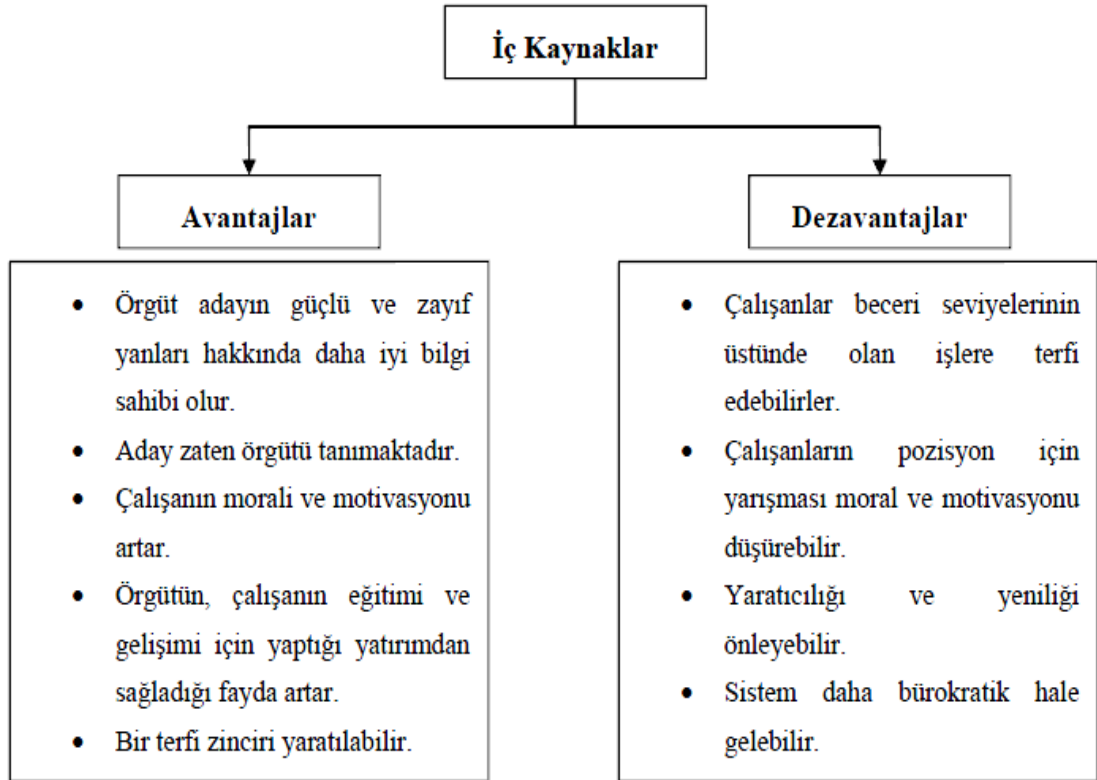 İç Kaynaklar
Avantajlar
• Örgüt adayın güçlü ve zayıf
yanları hakkında daha iyi bilgi
sahibi olur.
• Aday zaten örgütü tanımaktadır.
• Çalışanın morali ve motivasyonu
artar.
• Örgütün, çalışanın eğitimi ve
gelişimi için yaptığı yatırımdan
sağladığı fayda artar.
• Bir terfi zinciri yaratılabilir.
Dezavantajlar
• Çalışanlar beceri seviyelerinin
üstünde olan işlere terfi
edebilirler.
• Çalışanların pozisyon için
yarışması moral ve motivasyonu
düşürebilir.
• Yaratıcılığı ve yeniliği
önleyebilir.
• Sistem daha bürokratik hale
gelebilir.